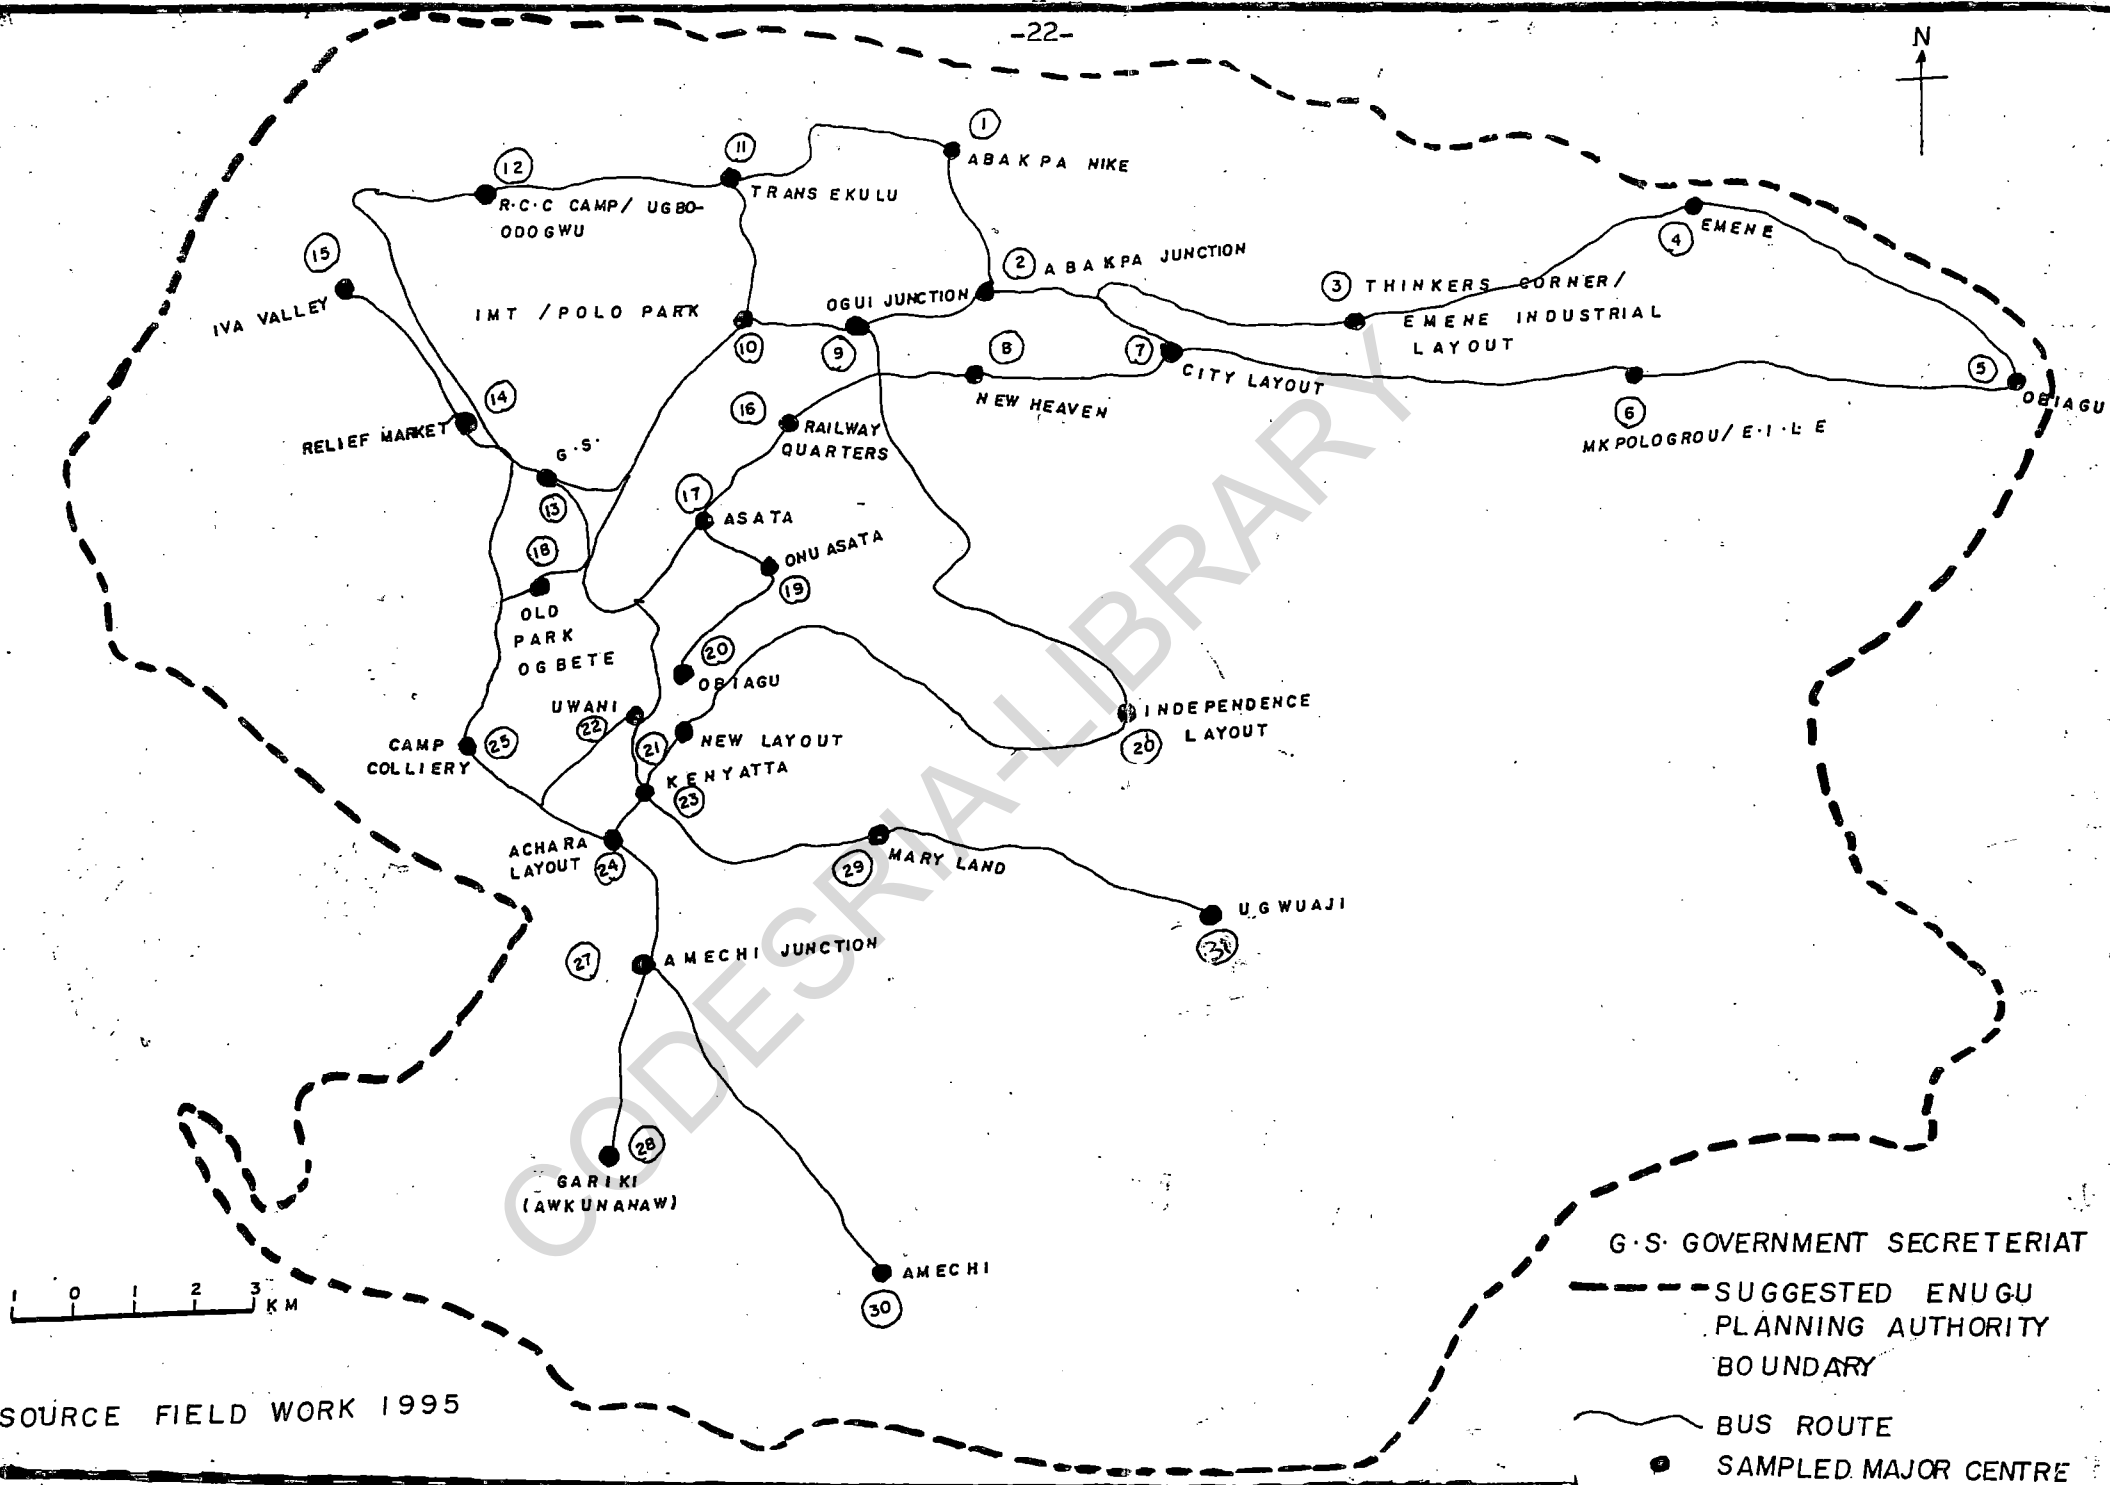 -22-
N
1
ABAKPA NIKE
11
TRANS EKULU
12
R·C·C CAMP/ UGBO-
ODOGWU
15
IVA VALLEY
IMT / POLO PARK
10
OGUI JUNCTION
9
2 ABAKPA JUNCTION
3 THINKERS CORNER/
EMENE INDUSTRIAL
LAYOUT
4
EMENE
5
OBIAGU
6
MKPOLOGROU/ E·I·L·E
7
CITY LAYOUT
8
NEW HEAVEN
16
RAILWAY
QUARTERS
14
RELIEF MARKET
G·S·
13
17
ASATA
18
OLD
PARK
OGBETE
ONU ASATA
19
20
OBIAGU
UWANI
22
21
NEW LAYOUT
KENYATTA
23
CAMP
COLLIERY
25
INDEPENDENCE
LAYOUT
20
ACHARA
LAYOUT
24
29
MARY LAND
UGWUAJI
31
27
AMECHI JUNCTION
28
GARIKI
(AWKUNANAW)
AMECHI
30
1 0 1 2 3 KM
SOURCE FIELD WORK 1995
G·S· GOVERNMENT SECRETERIAT
SUGGESTED ENUGU
PLANNING AUTHORITY
BOUNDARY
BUS ROUTE
SAMPLED MAJOR CENTRE
CODESRIA-LIBRARY